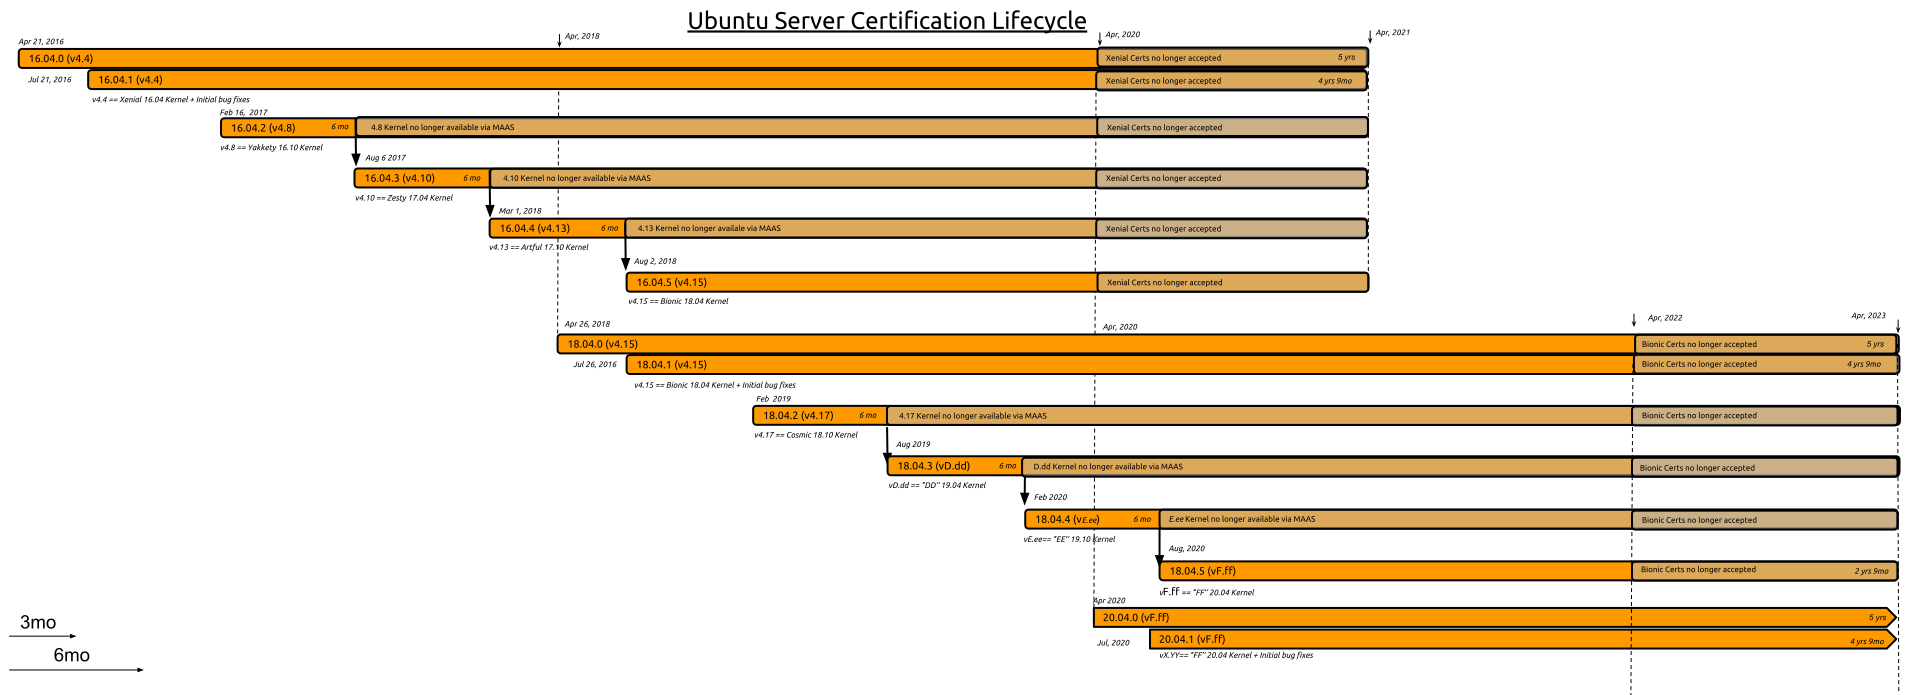 Ubuntu Server Certification Lifecycle
Apr 21, 2016
Apr, 2018
Apr, 2020
Apr, 2021
16.04.0 (v4.4)
Xenial Certs no longer accepted
5 yrs
Jul 21, 2016
16.04.1 (v4.4)
Xenial Certs no longer accepted
4 yrs 9mo
v4.4 == Xenial 16.04 Kernel + Initial bug fixes
Feb 16, 2017
16.04.2 (v4.8)
6 mo
4.8 Kernel no longer available via MAAS
Xenial Certs no longer accepted
v4.8 == Yakkety 16.10 Kernel
Aug 6 2017
16.04.3 (v4.10)
6 mo
4.10 Kernel no longer available via MAAS
Xenial Certs no longer accepted
v4.10 == Zesty 17.04 Kernel
Mar 1, 2018
16.04.4 (v4.13)
6 mo
4.13 Kernel no longer availale via MAAS
Xenial Certs no longer accepted
v4.13 == Artful 17.10 Kernel
Aug 2, 2018
16.04.5 (v4.15)
Xenial Certs no longer accepted
v4.15 == Bionic 18.04 Kernel
Apr 26, 2018
Apr, 2020
Apr, 2022
Apr, 2023
18.04.0 (v4.15)
Bionic Certs no longer accepted
5 yrs
Jul 26, 2016
18.04.1 (v4.15)
Bionic Certs no longer accepted
4 yrs 9mo
v4.15 == Bionic 18.04 Kernel + Initial bug fixes
Feb 2019
18.04.2 (v4.17)
6 mo
4.17 Kernel no longer available via MAAS
Bionic Certs no longer accepted
v4.17 == Cosmic 18.10 Kernel
Aug 2019
18.04.3 (vD.dd)
6 mo
D.dd Kernel no longer available via MAAS
Bionic Certs no longer accepted
vD.dd == "DD" 19.04 Kernel
Feb 2020
18.04.4 (vE.ee)
6 mo
E.ee Kernel no longer available via MAAS
Bionic Certs no longer accepted
vE.ee== "EE" 19.10 Kernel
Aug, 2020
18.04.5 (vF.ff)
Bionic Certs no longer accepted
2 yrs 9mo
vF.ff == "FF" 20.04 Kernel
Apr 2020
20.04.0 (vF.ff)
5 yrs
Jul, 2020
20.04.1 (vF.ff)
4 yrs 9mo
vX.YY== "FF" 20.04 Kernel + Initial bug fixes
3mo
6mo